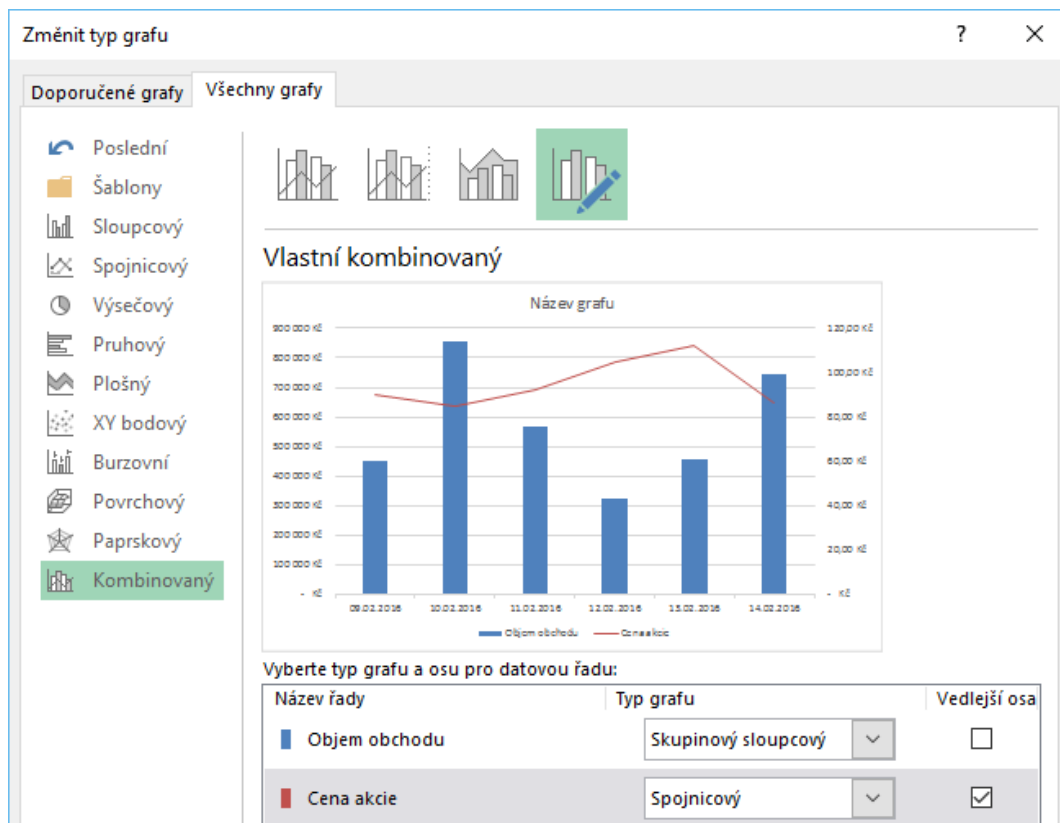 Změnit typ grafu ?
Doporučené grafy Všechny grafy
Poslední
Šablony
Sloupcový
Spojnicový
Výsečový
Pruhový
Plošný
XY bodový
Burzovní
Povrchový
Paprskový
Kombinovaný
Vlastní kombinovaný
Název grafu
900 000 Kč 120,00 Kč
800 000 Kč
700 000 Kč 100,00 Kč
600 000 Kč 80,00 Kč
500 000 Kč
400 000 Kč 60,00 Kč
300 000 Kč 40,00 Kč
200 000 Kč
100 000 Kč 20,00 Kč
- Kč - Kč
09.02.2016 10.02.2016 11.02.2016 12.02.2016 13.02.2016 14.02.2016
Objem obchodu Cena akcie
Vyberte typ grafu a osu pro datovou řadu:
Název řady Typ grafu Vedlejší osa
Objem obchodu Skupinový sloupcový
Cena akcie Spojnicový